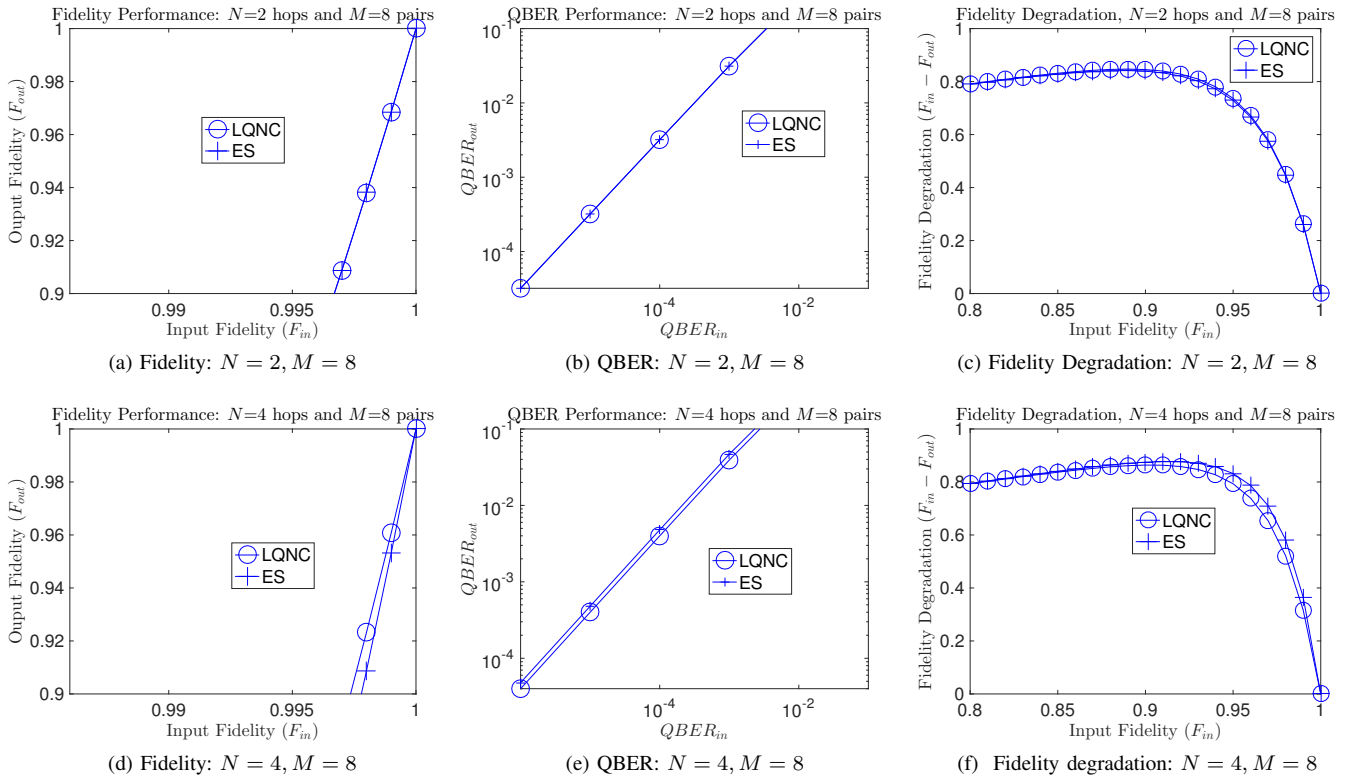 Fidelity Performance: N=2 hops and M=8 pairs
1
0.98
0.96
0.94
0.92
0.9
Ouput Fidelity (F_out)
LQNC
ES
0.99
0.995
1
Input Fidelity (F_in)
(a) Fidelity: N = 2, M = 8
QBER Performance: N=2 hops and M=8 pairs
10^-1
10^-2
10^-3
10^-4
QBER_out
LQNC
ES
10^-4
10^-2
QBER_in
(b) QBER: N = 2, M = 8
Fidelity Degradation, N=2 hops and M=8 pairs
1
0.8
0.6
0.4
0.2
0
Fidelity Degradation (F_in − F_out)
LQNC
ES
0.8
0.85
0.9
0.95
1
Input Fidelity (F_in)
(c) Fidelity Degradation: N = 2, M = 8
Fidelity Performance: N=4 hops and M=8 pairs
1
0.98
0.96
0.94
0.92
0.9
Ouput Fidelity (F_out)
LQNC
ES
0.99
0.995
1
Input Fidelity (F_in)
(d) Fidelity: N = 4, M = 8
QBER Performance: N=4 hops and M=8 pairs
10^-1
10^-2
10^-3
10^-4
QBER_out
LQNC
ES
10^-4
10^-2
QBER_in
(e) QBER: N = 4, M = 8
Fidelity Degradation, N=4 hops and M=8 pairs
1
0.8
0.6
0.4
0.2
0
Fidelity Degradation (F_in − F_out)
LQNC
ES
0.8
0.85
0.9
0.95
1
Input Fidelity (F_in)
(f) Fidelity degradation: N = 4, M = 8